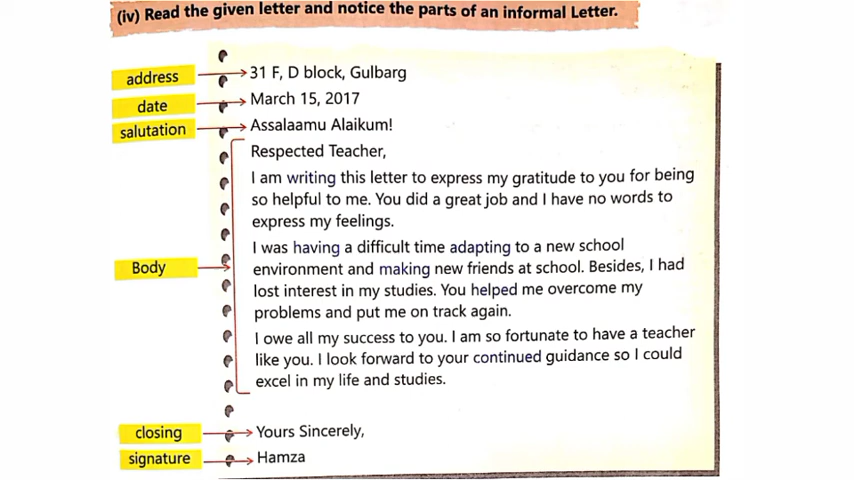 (iv) Read the given letter and notice the parts of an informal Letter.
address 31 F, D block, Gulbarg
date March 15, 2017
salutation Assalaamu Alaikum!
Respected Teacher,
I am writing this letter to express my gratitude to you for being
so helpful to me. You did a great job and I have no words to
express my feelings.
I was having a difficult time adapting to a new school
Body environment and making new friends at school. Besides, I had
lost interest in my studies. You helped me overcome my
problems and put me on track again.
I owe all my success to you. I am so fortunate to have a teacher
like you. I look forward to your continued guidance so I could
excel in my life and studies.
closing Yours Sincerely,
signature Hamza